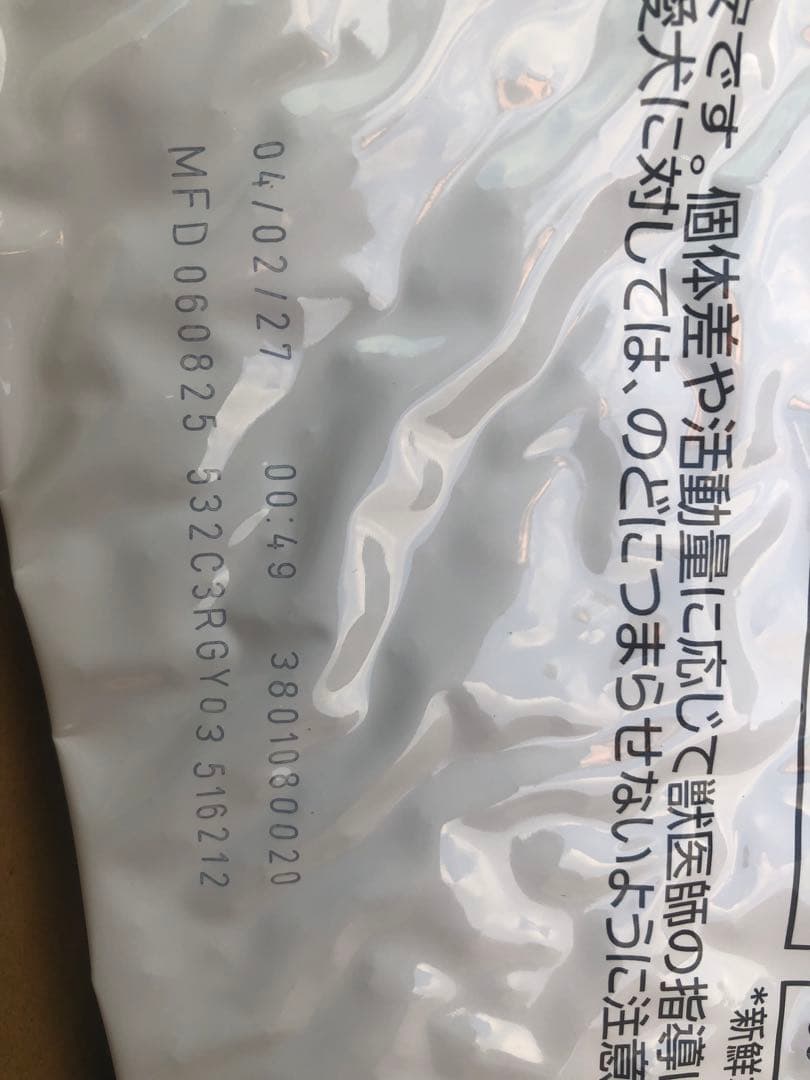 です。個体差や活動量に応じて獣医師の指導
愛犬に対しては、のどにつまらせないように注意
*新鮮
04/02/27 00:49 3801080020
MFD 060825 532C3RGY03 516212